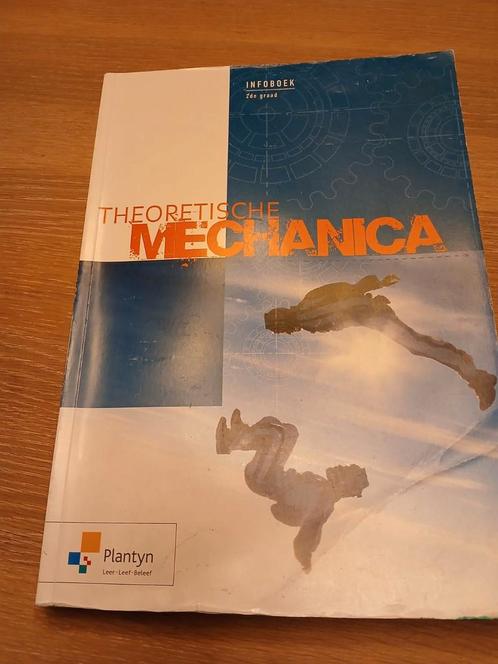 INFOBOEK
2de graad
THEORETISCHE
MECHANICA
Plantyn
Leer-Leef-Beleef